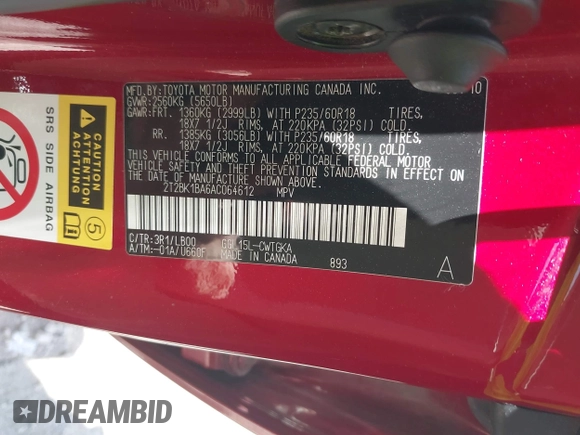 MFD.BY:TOYOTA MOTOR MANUFACTURING CANADA INC. 10
GVWR:2560KG (5650LB)
GAWR:FRT. 1360KG (2999LB) WITH P235/60R18 TIRES,
18X7 1/2J RIMS, AT 220KPA (32PSI) COLD.
RR. 1385KG (3056LB) WITH P235/60R18 TIRES,
18X7 1/2J RIMS, AT 220KPA (32PSI) COLD.
THIS VEHICLE CONFORMS TO ALL APPLICABLE FEDERAL MOTOR
VEHICLE SAFETY AND THEFT PREVENTION STANDARDS IN EFFECT ON
THE DATE OF MANUFACTURE SHOWN ABOVE.
2T2BK1BA6AC064612 MPV
C/TR:3R1/LB00 GGL15L-CWTGKA
A/TM:-01A/U660F MADE IN CANADA 893
A
SRS SIDE AIRBAG
CAUTION
ATTENTION
ACHTUNG
5
DREAMBID